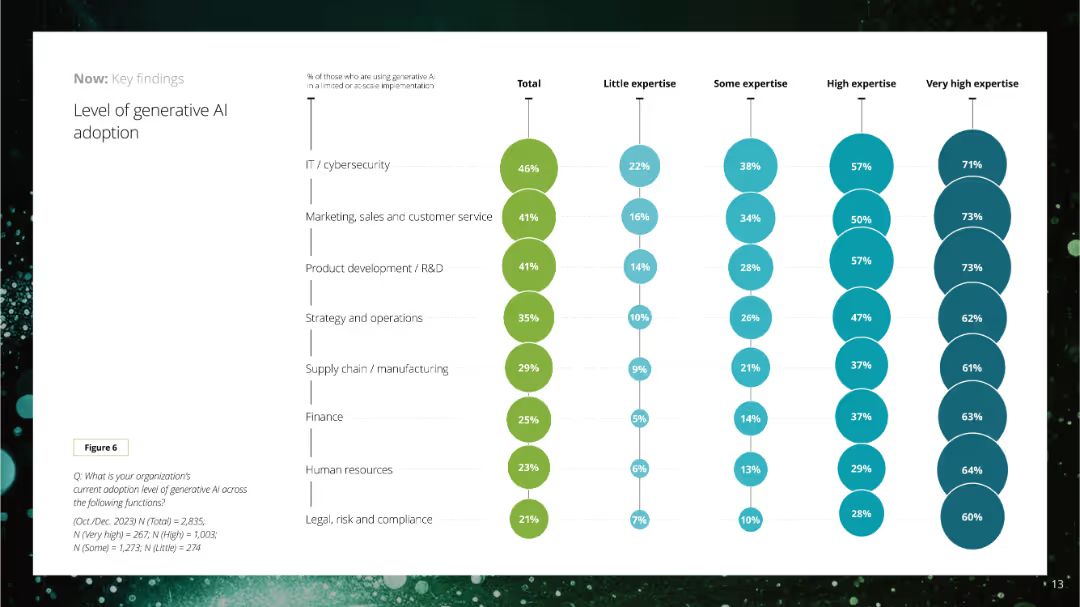 Now: Key findings
Level of generative AI
adoption
% of those who are using generative AI
in a limited or at-scale implementation
Total
Little expertise
Some expertise
High expertise
Very high expertise
IT / cybersecurity
46%
22%
38%
57%
71%
Marketing, sales and customer service
41%
16%
34%
50%
73%
Product development / R&D
41%
14%
28%
57%
73%
Strategy and operations
35%
10%
26%
47%
62%
Supply chain / manufacturing
29%
9%
21%
37%
61%
Finance
25%
5%
14%
37%
63%
Human resources
23%
6%
13%
29%
64%
Legal, risk and compliance
21%
7%
10%
28%
60%
Figure 6
Q: What is your organization's
current adoption level of generative AI across
the following functions?
(Oct./Dec. 2023) N (Total) = 2,835;
N (Very high) = 267; N (High) = 1,003;
N (Some) = 1,273; N (Little) = 274
13